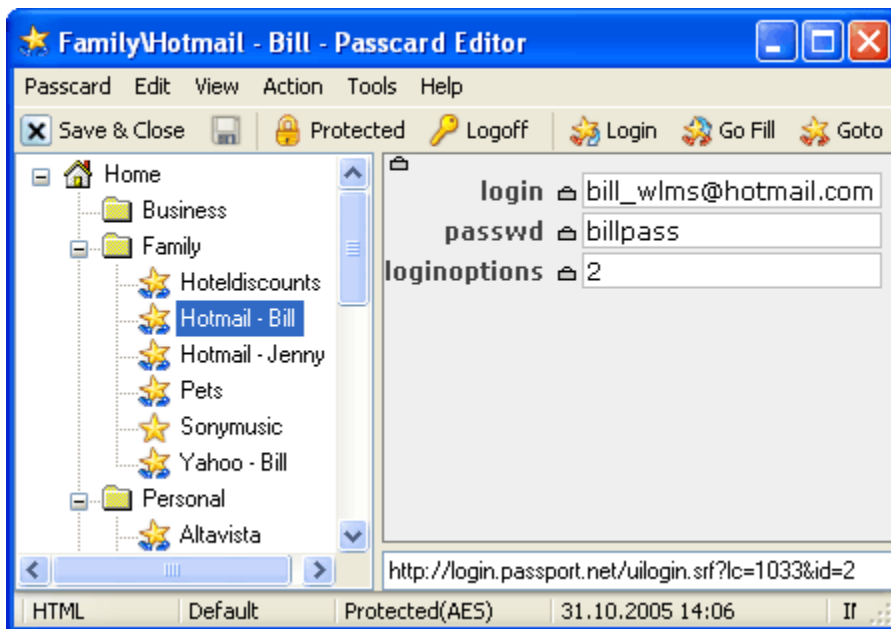 Family\Hotmail - Bill - Passcard Editor
Passcard Edit View Action Tools Help
Save & Close Protected Logoff Login Go Fill Goto
Home
Business
Family
Hoteldiscounts
Hotmail - Bill
Hotmail - Jenny
Pets
Sonymusic
Yahoo - Bill
Personal
Altavista
login bill_wlms@hotmail.com
passwd billpass
loginoptions 2
http://login.passport.net/uilogin.srf?lc=1033&id=2
HTML Default Protected(AES) 31.10.2005 14:06